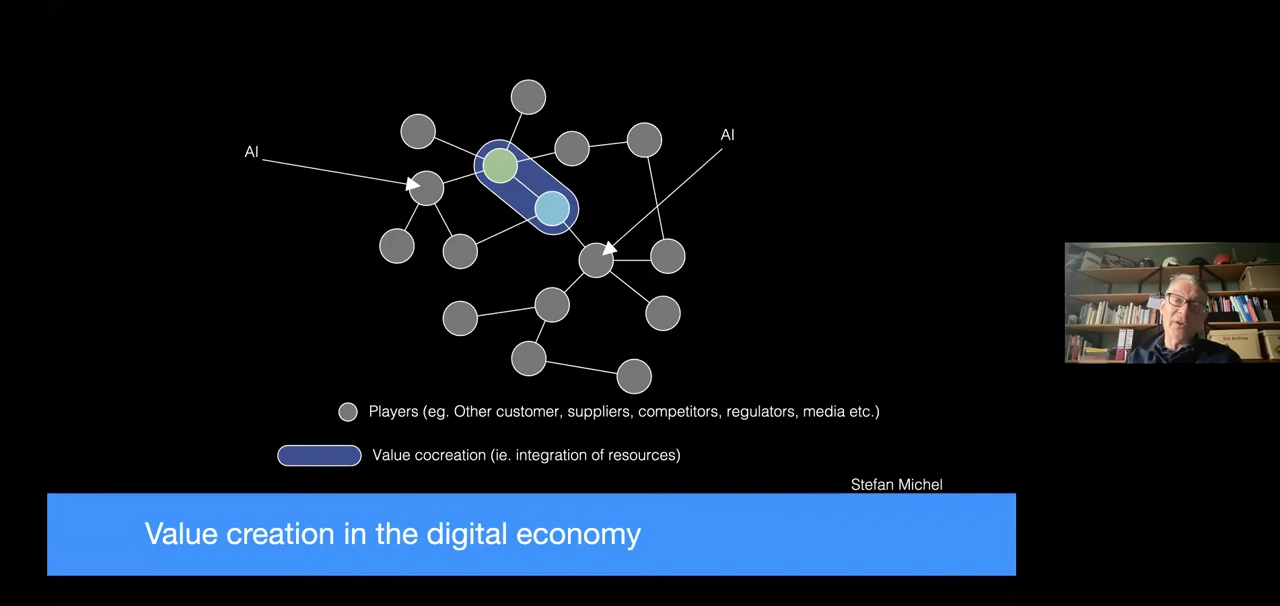 AI
AI
Players (eg. Other customer, suppliers, competitors, regulators, media etc.)
Value cocreation (ie. integration of resources)
Stefan Michel
Value creation in the digital economy